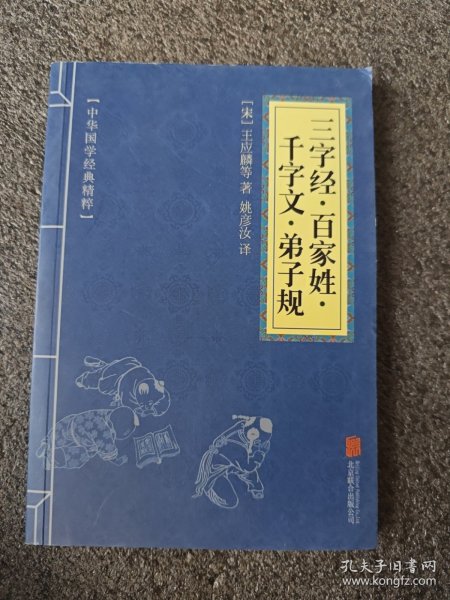 三字经·百家姓·
千字文·弟子规
[宋]王应麟等 著 姚彦汝 译
【中华国学经典精粹】
北京联合出版公司
孔夫子旧书网
www.kongfz.com